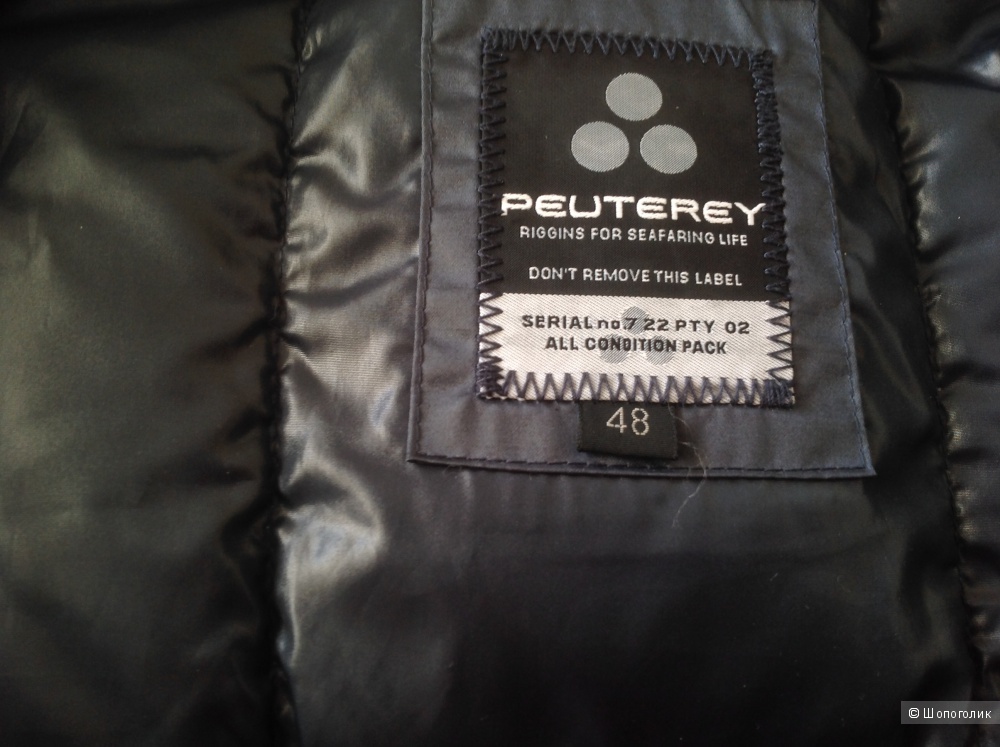 PEUTEREY
RIGGINS FOR SEAFARING LIFE
DON'T REMOVE THIS LABEL
SERIAL no.7 22 PTY 02
ALL CONDITION PACK
48
© Шопоголик